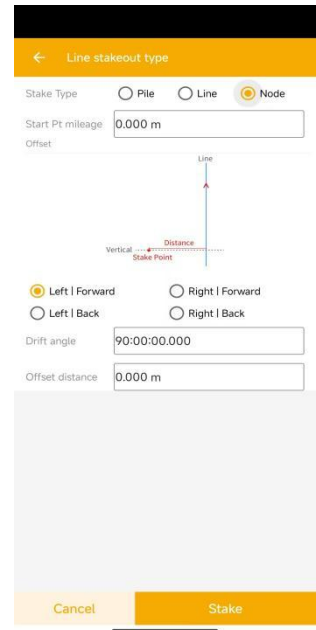 Line stakeout type
Stake Type Pile Line Node
Start Pt mileage 0.000 m
Offset
Line
Distance
Vertical
Stake Point
Left | Forward Right | Forward
Left | Back Right | Back
Drift angle 90:00:00.000
Offset distance 0.000 m
Cancel Stake